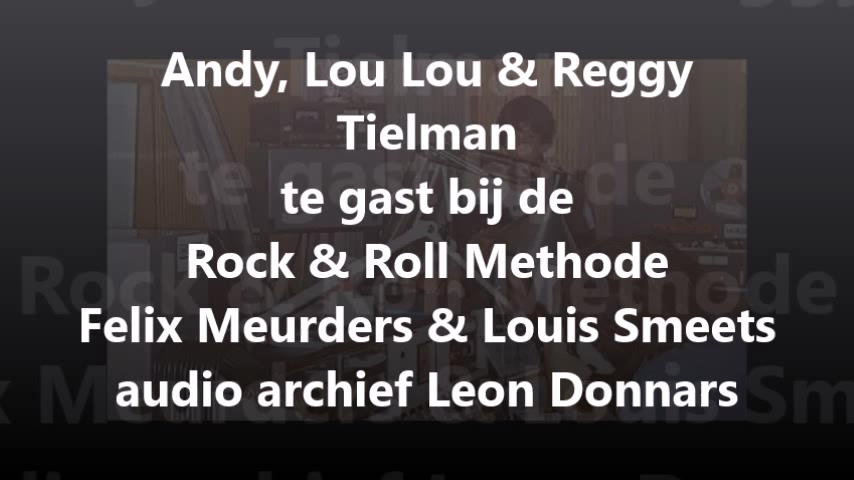 Andy, Lou Lou & Reggy
Tielman
te gast bij de
Rock & Roll Methode
Felix Meurders & Louis Smeets
audio archief Leon Donnars